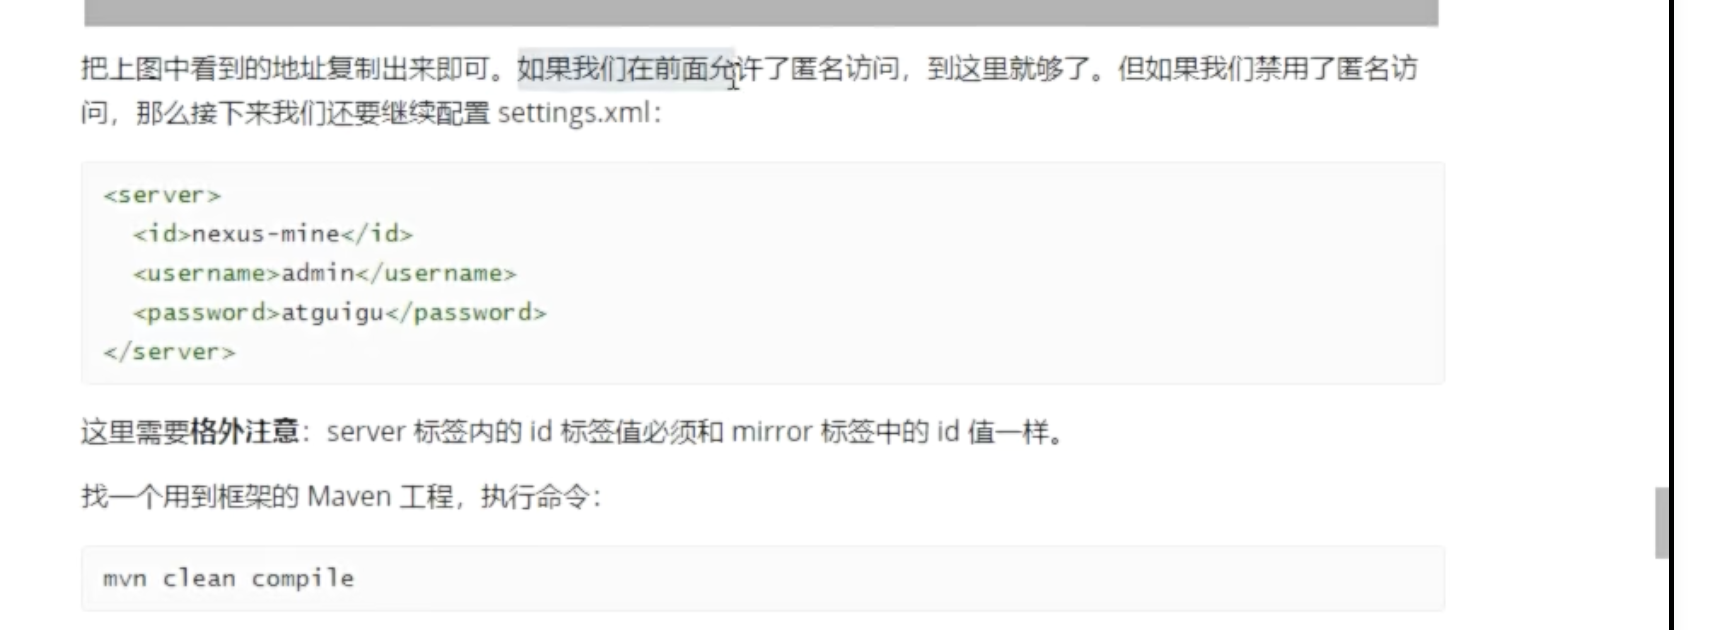 把上图中看到的地址复制出来即可。如果我们在前面允许了匿名访问，到这里就够了。但如果我们禁用了匿名访
问，那么接下来我们还要继续配置 settings.xml：
<server>
  <id>nexus-mine</id>
  <username>admin</username>
  <password>atguigu</password>
</server>
这里需要格外注意：server 标签内的 id 标签值必须和 mirror 标签中的 id 值一样。
找一个用到框架的 Maven 工程，执行命令：
mvn clean compile